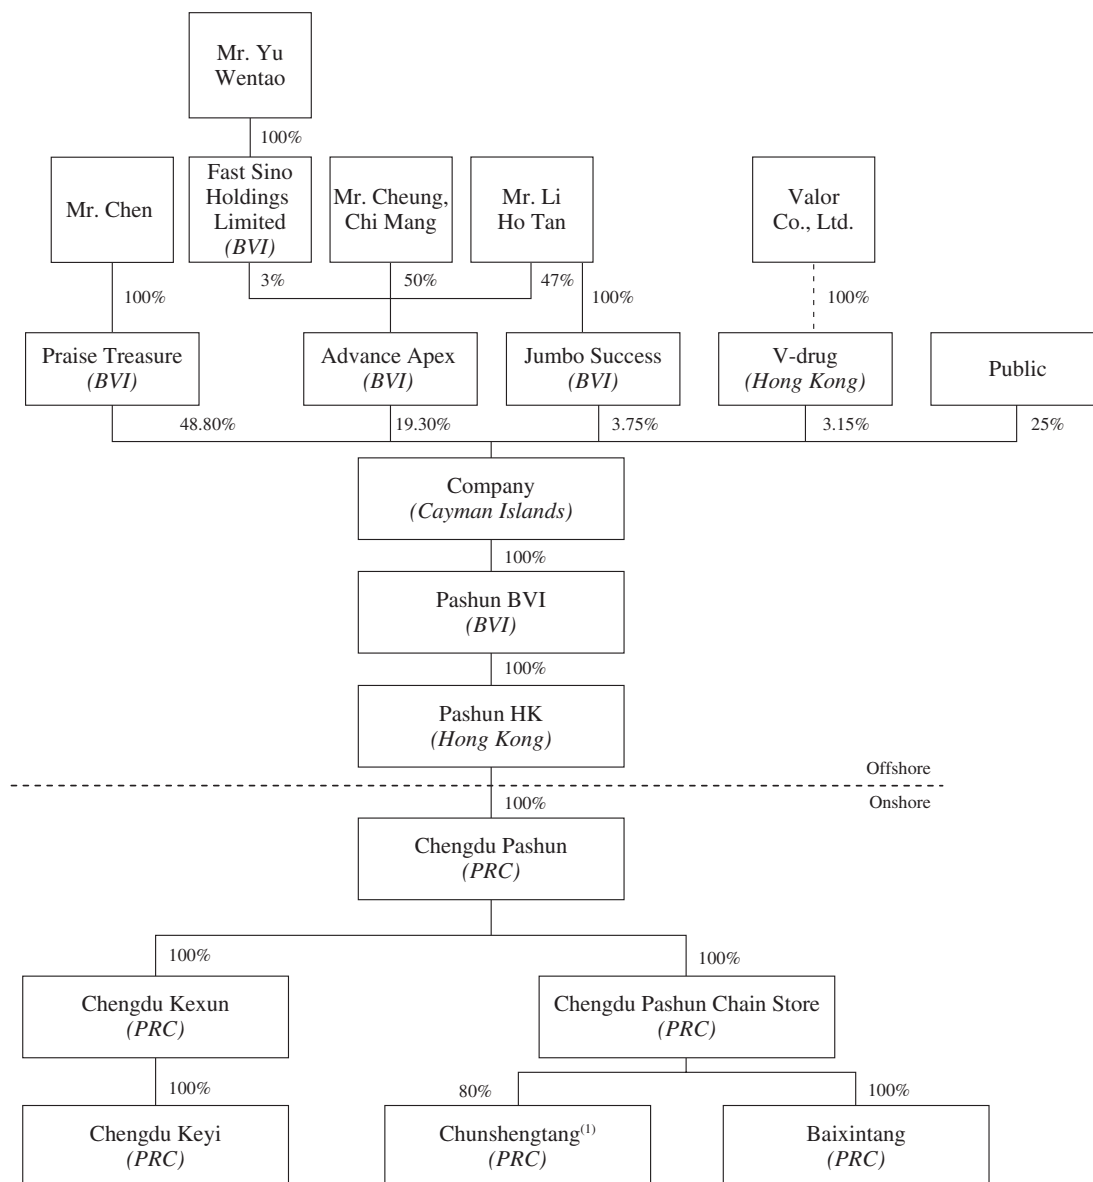 Mr. Yu
Wentao
100%
Mr. Chen
Fast Sino
Holdings
Limited
(BVI)
Mr. Cheung,
Chi Mang
Mr. Li
Ho Tan
Valor
Co., Ltd.
100%
3%
50%
47%
100%
100%
Praise Treasure
(BVI)
Advance Apex
(BVI)
Jumbo Success
(BVI)
V-drug
(Hong Kong)
Public
48.80%
19.30%
3.75%
3.15%
25%
Company
(Cayman Islands)
100%
Pashun BVI
(BVI)
100%
Pashun HK
(Hong Kong)
Offshore
100%
Onshore
Chengdu Pashun
(PRC)
100%
100%
Chengdu Kexun
(PRC)
Chengdu Pashun Chain Store
(PRC)
100%
80%
100%
Chengdu Keyi
(PRC)
Chunshengtang(1)
(PRC)
Baixintang
(PRC)